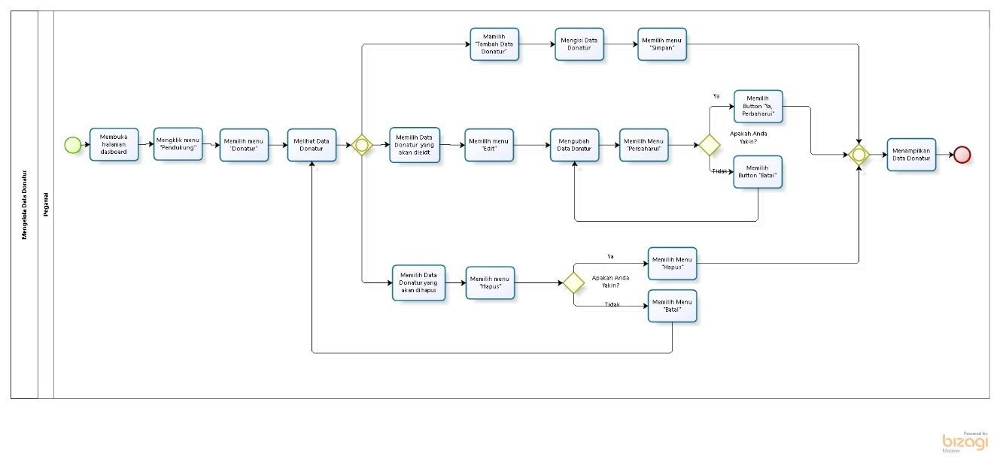 Mengelola Data Donatur
Pegawai
Membuka
halaman
dasboard
Mengklik menu
"Pendukung"
Memilih menu
"Donatur"
Melihat Data
Donatur
Mamilih
"Tambah Data
Donatur"
Mengisi Data
Donatur
Memilih menu
"Simpan"
Memilih Data
Donatur yang
akan dieidt
Memilih menu
"Edit"
Mengubah
Data Donatur
Memilih Menu
"Perbaharui"
Apakah Anda
Yakin?
Ya
Memilih
Button "Ya,
Perbaharui"
Tidak
Memilih
Button "Batal"
Memilih Data
Donatur yang
akan di hapus
Memilih menu
"Hapus"
Apakah Anda
Yakin?
Ya
Memilih Menu
"Hapus"
Tidak
Memilih Menu
"Batal"
Menampilkan
Data Donatur
Powered by
bizagi
Modeler